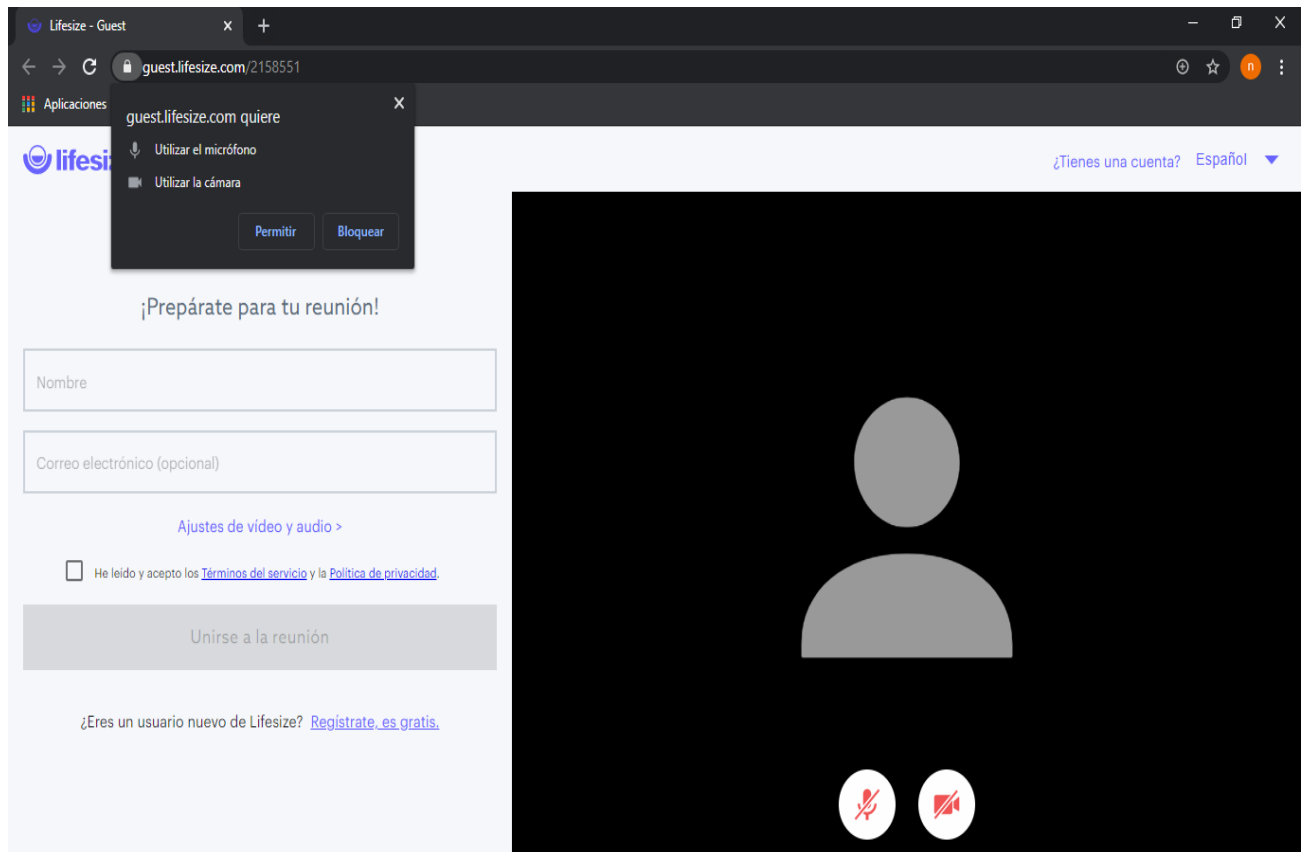 Lifesize - Guest
guest.lifesize.com/2158551
n
Aplicaciones
guest.lifesize.com quiere
Utilizar el micrófono
Utilizar la cámara
Permitir
Bloquear
lifesi
¿Tienes una cuenta?
Español
¡Prepárate para tu reunión!
Nombre
Correo electrónico (opcional)
Ajustes de vídeo y audio >
He leído y acepto los Términos del servicio y la Política de privacidad.
Unirse a la reunión
¿Eres un usuario nuevo de Lifesize? Regístrate, es gratis.